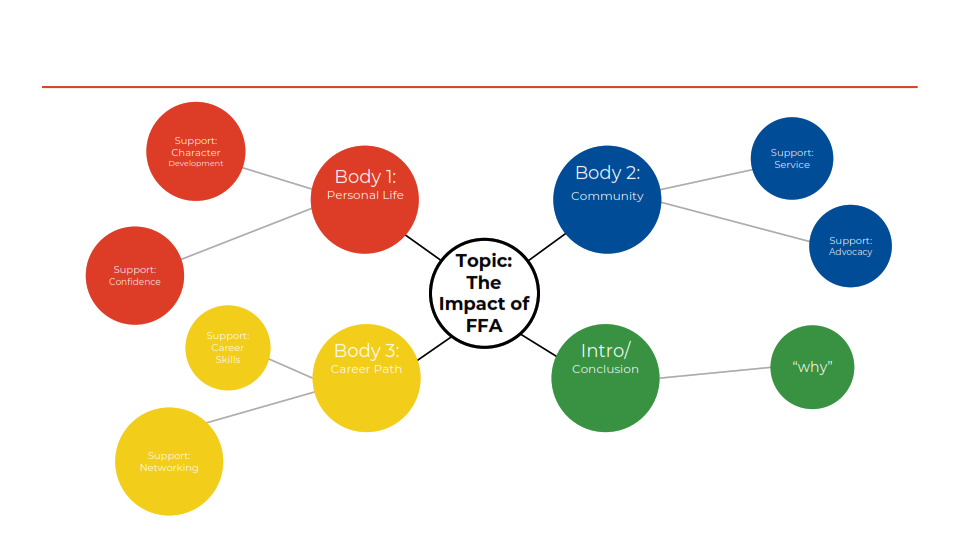 Support:
Character
Development
Body 1:
Personal Life
Support:
Confidence
Body 2:
Community
Support:
Service
Support:
Advocacy
Topic:
The
Impact of
FFA
Support:
Career
Skills
Body 3:
Career Path
Support:
Networking
Intro/
Conclusion
“why”